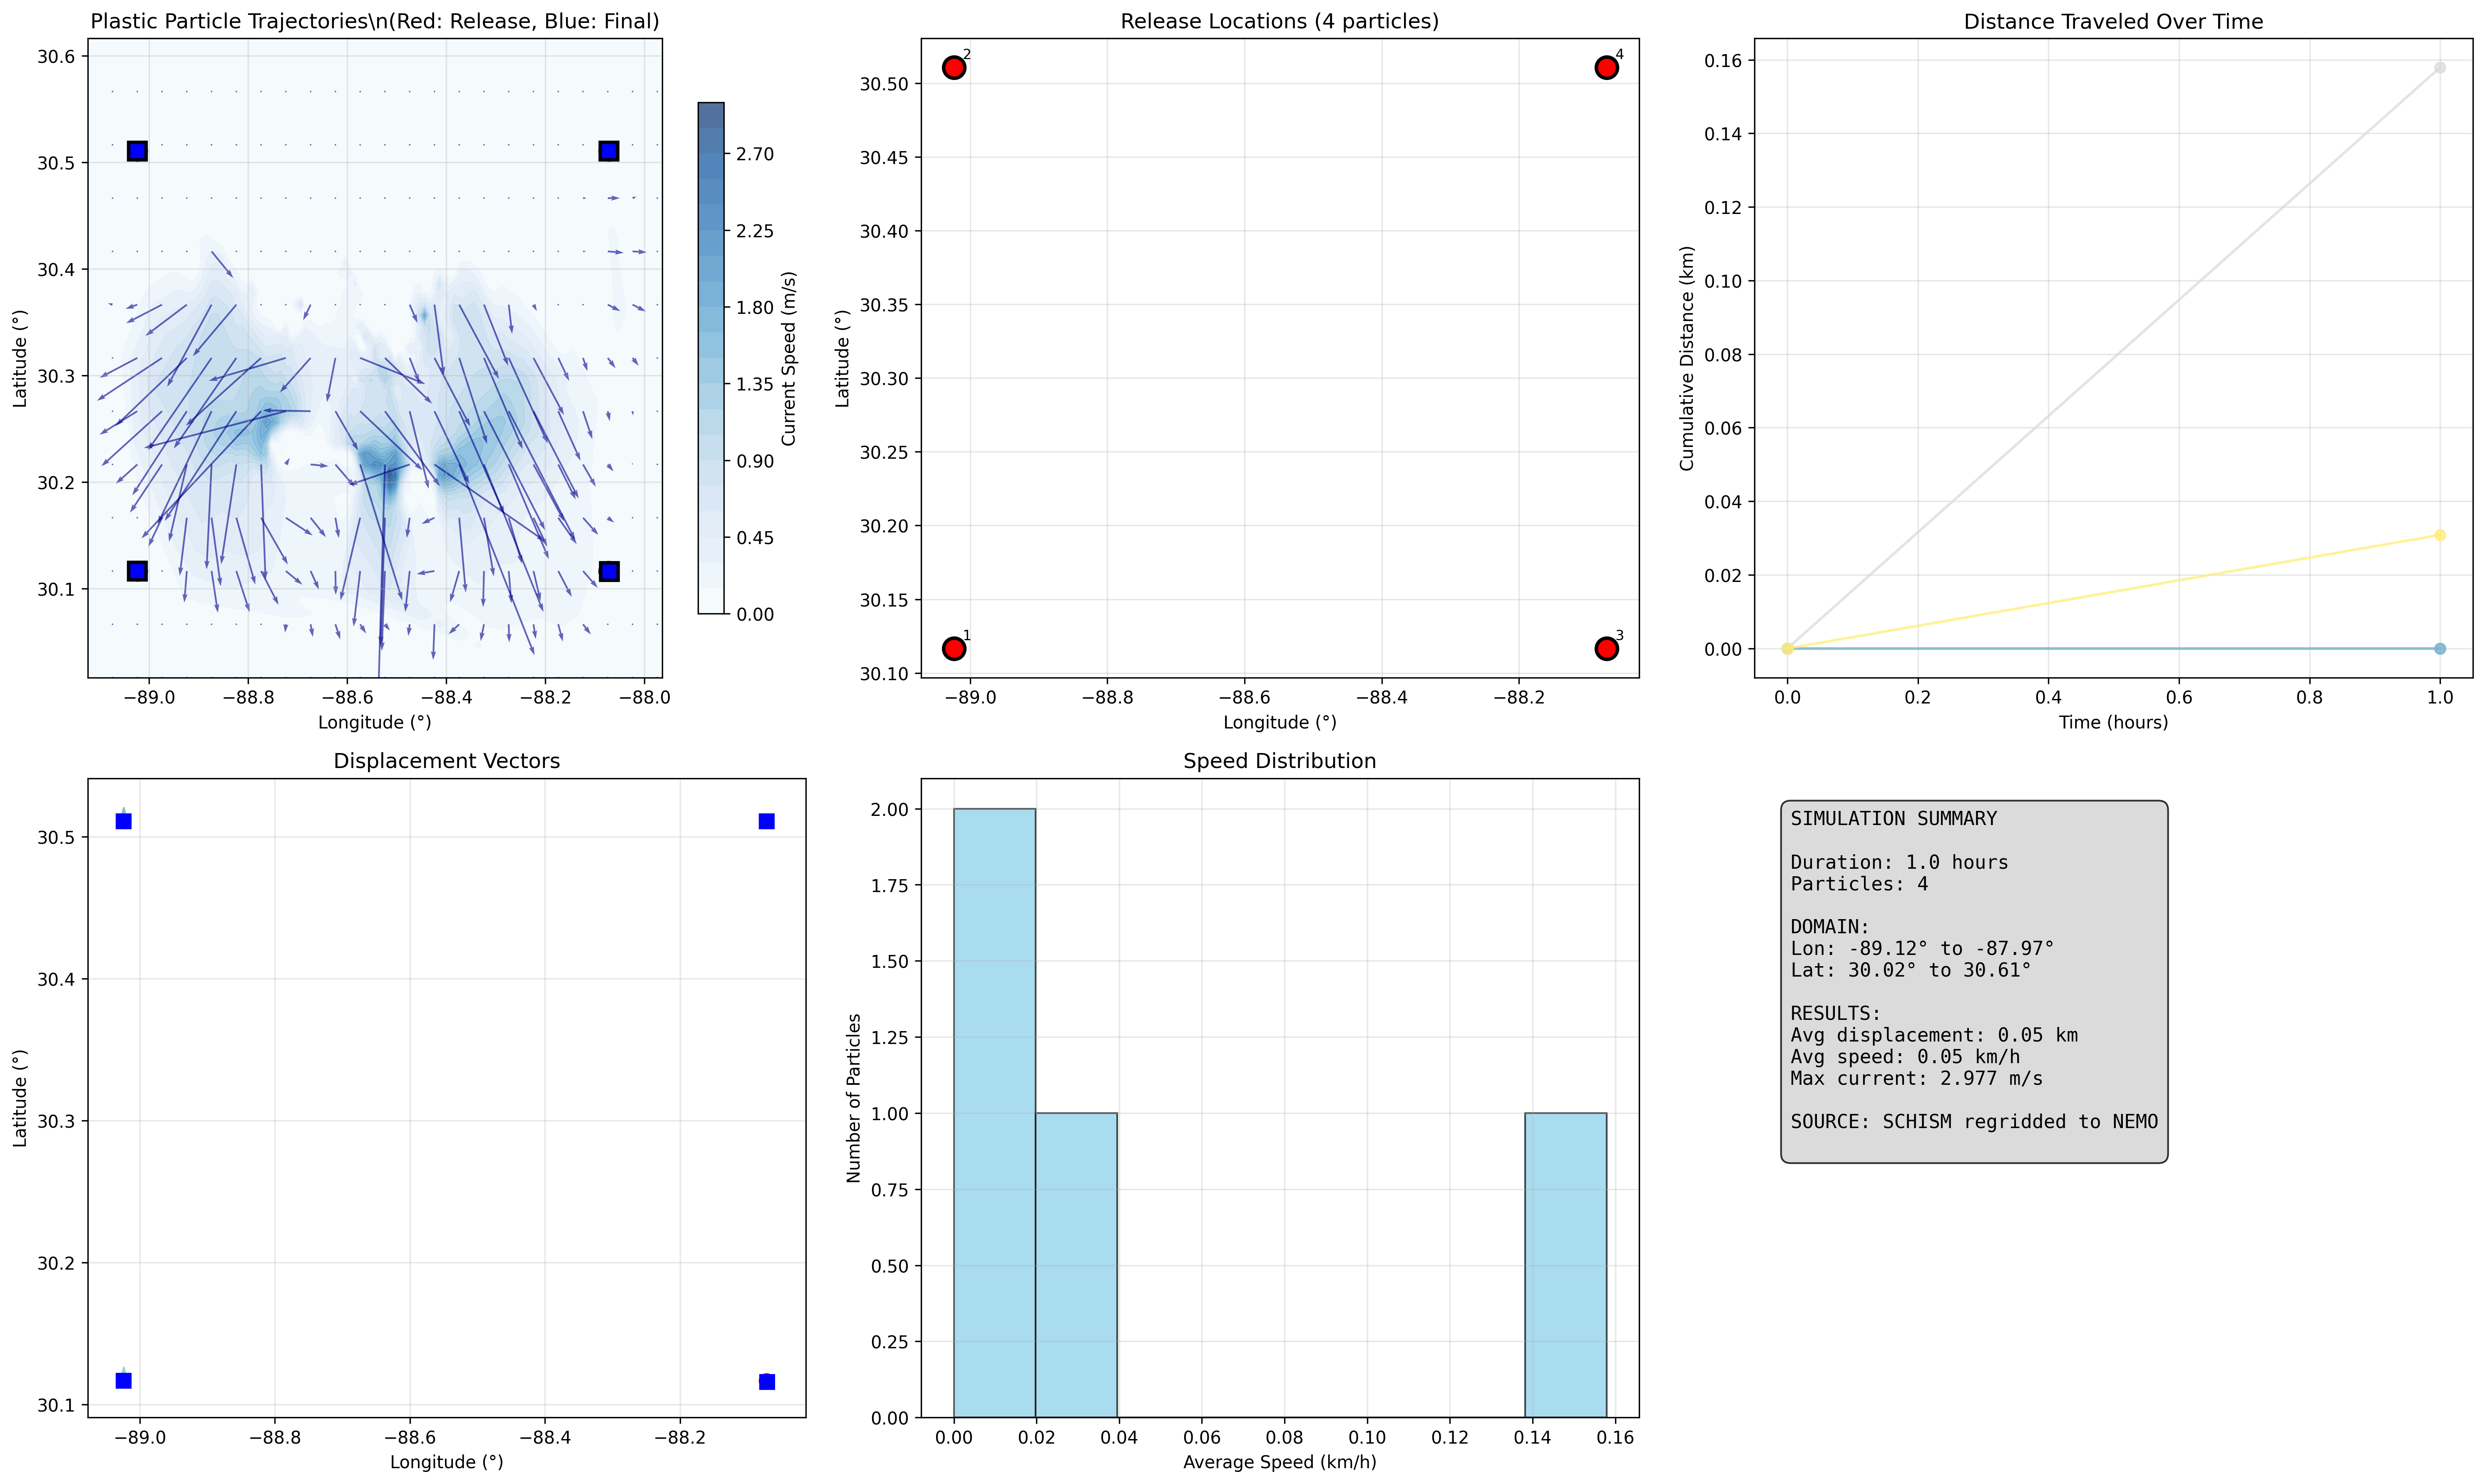 Plastic Particle Trajectories\n(Red: Release, Blue: Final)
30.6
30.5
30.4
30.3
30.2
30.1
Latitude (°)
−89.0
−88.8
−88.6
−88.4
−88.2
−88.0
Longitude (°)
2.70
2.25
1.80
1.35
0.90
0.45
0.00
Current Speed (m/s)
Release Locations (4 particles)
30.50
30.45
30.40
30.35
30.30
30.25
30.20
30.15
30.10
Latitude (°)
2
4
1
3
−89.0
−88.8
−88.6
−88.4
−88.2
Longitude (°)
Distance Traveled Over Time
0.16
0.14
0.12
0.10
0.08
0.06
0.04
0.02
0.00
Cumulative Distance (km)
0.0
0.2
0.4
0.6
0.8
1.0
Time (hours)
Displacement Vectors
30.5
30.4
30.3
30.2
30.1
Latitude (°)
−89.0
−88.8
−88.6
−88.4
−88.2
Longitude (°)
Speed Distribution
2.00
1.75
1.50
1.25
1.00
0.75
0.50
0.25
0.00
Number of Particles
0.00
0.02
0.04
0.06
0.08
0.10
0.12
0.14
0.16
Average Speed (km/h)
SIMULATION SUMMARY
Duration: 1.0 hours
Particles: 4
DOMAIN:
Lon: -89.12° to -87.97°
Lat: 30.02° to 30.61°
RESULTS:
Avg displacement: 0.05 km
Avg speed: 0.05 km/h
Max current: 2.977 m/s
SOURCE: SCHISM regridded to NEMO